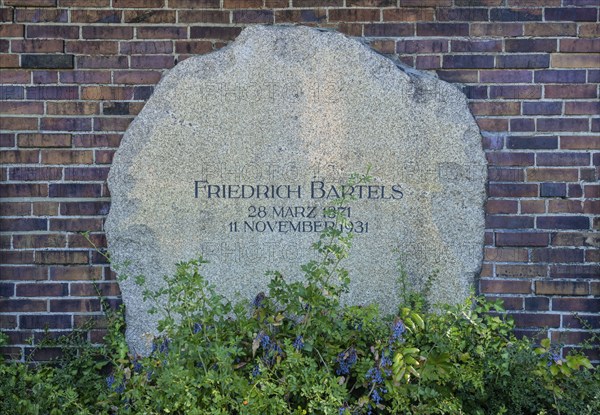 Friedrich Bartels
28 März 1871
11 November 1931